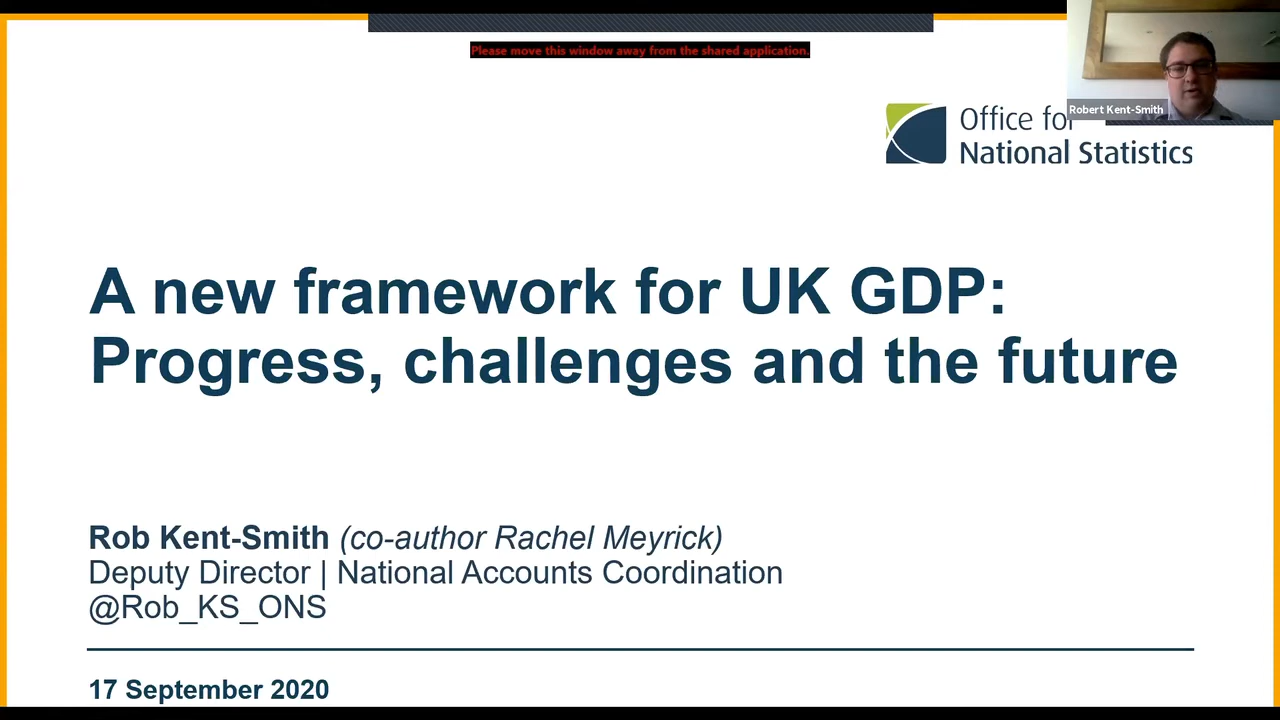 Please move this window away from the shared application.
Robert Kent-Smith
Office for
National Statistics
A new framework for UK GDP:
Progress, challenges and the future
Rob Kent-Smith (co-author Rachel Meyrick)
Deputy Director | National Accounts Coordination
@Rob_KS_ONS
17 September 2020